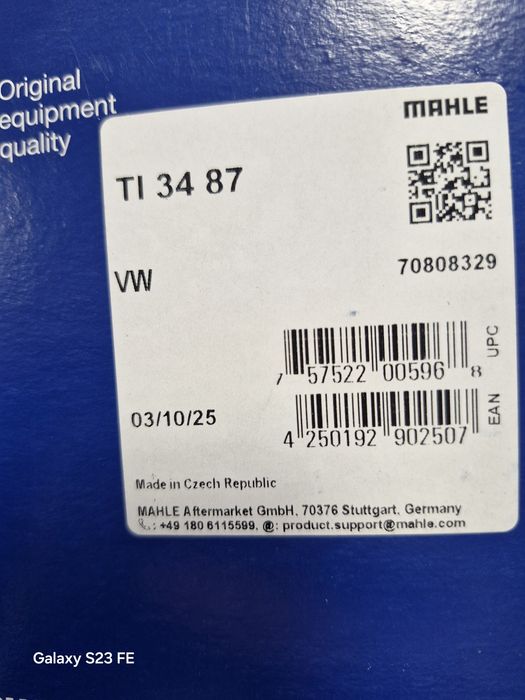 Original
equipment
quality
MAHLE
TI 34 87
70808329
VW
UPC
7 57522 00596 8
03/10/25
EAN
4 250192 902507
Made in Czech Republic
MAHLE Aftermarket GmbH, 70376 Stuttgart, Germany
: +49 180 6115599, @: product.support@mahle.com
Galaxy S23 FE